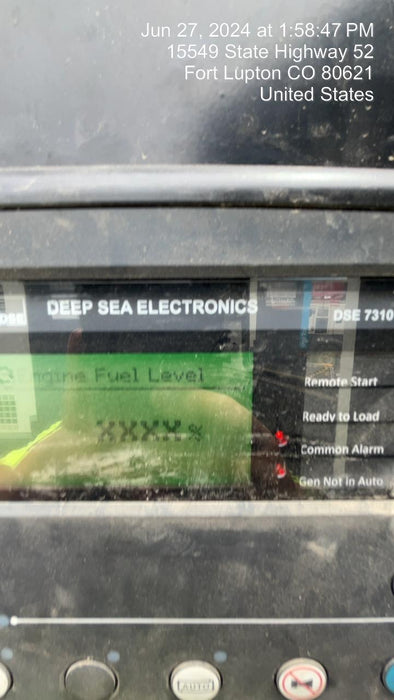 Jun 27, 2024 at 1:58:47 PM
15549 State Highway 52
Fort Lupton CO 80621
United States
DSE
DEEP SEA ELECTRONICS
DSE 7310
Engine Fuel Level
XXXX%
Remote Start
Ready to Load
Common Alarm
Gen Not in Auto
AUTO